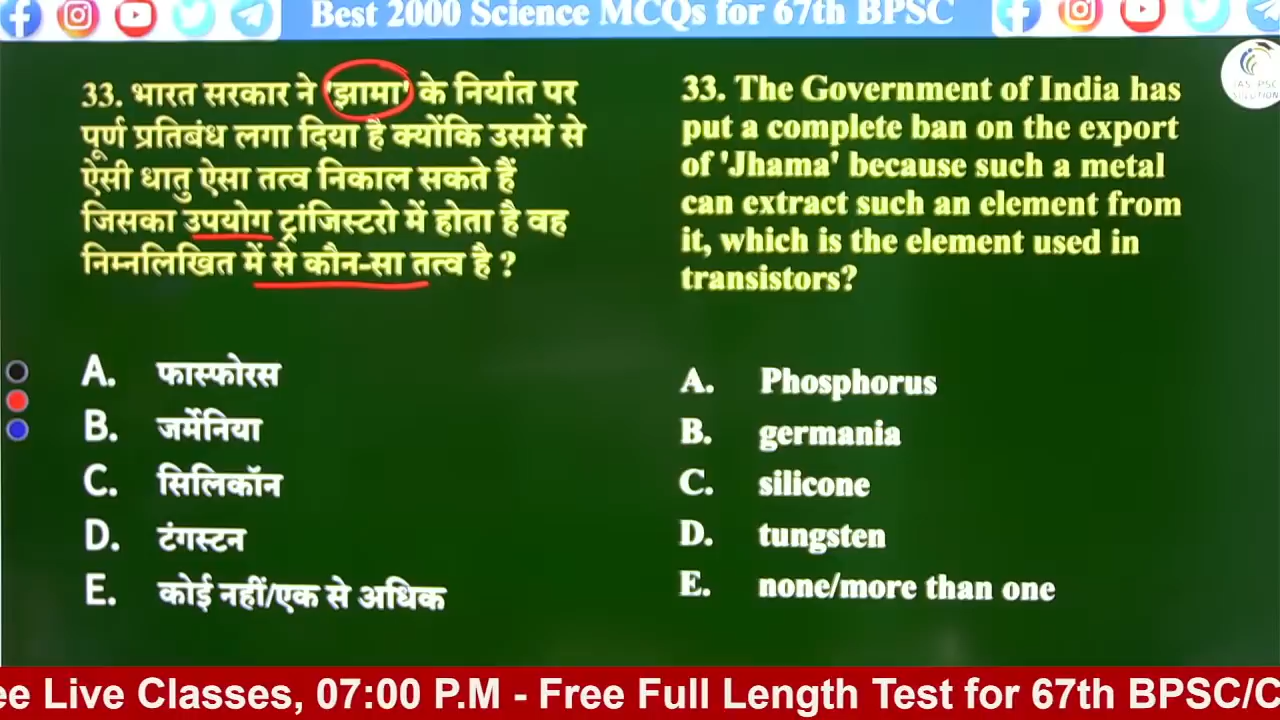 Best 2000 Science MCQs for 67th BPSC
IAS PSC
SOLUTION
33. भारत सरकार ने 'झामा' के निर्यात पर
पूर्ण प्रतिबंध लगा दिया है क्योंकि उसमें से
ऐसी धातु ऐसा तत्व निकाल सकते हैं
जिसका उपयोग ट्रांजिस्टरो में होता है वह
निम्नलिखित में से कौन-सा तत्व है ?
A. फास्फोरस
B. जर्मेनिया
C. सिलिकॉन
D. टंगस्टन
E. कोई नहीं/एक से अधिक
33. The Government of India has
put a complete ban on the export
of 'Jhama' because such a metal
can extract such an element from
it, which is the element used in
transistors?
A. Phosphorus
B. germania
C. silicone
D. tungsten
E. none/more than one
ee Live Classes, 07:00 P.M - Free Full Length Test for 67th BPSC/C